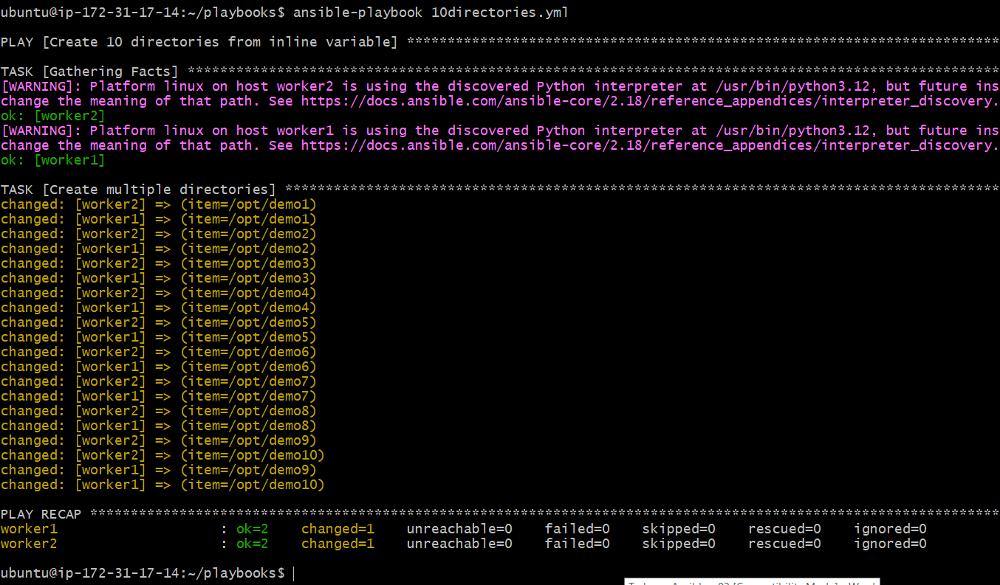 ubuntu@ip-172-31-17-14:~/playbooks$ ansible-playbook 10directories.yml
PLAY [Create 10 directories from inline variable] *************************************************************************
TASK [Gathering Facts] ****************************************************************************************************
[WARNING]: Platform linux on host worker2 is using the discovered Python interpreter at /usr/bin/python3.12, but future ins
change the meaning of that path. See https://docs.ansible.com/ansible-core/2.18/reference_appendices/interpreter_discovery.
ok: [worker2]
[WARNING]: Platform linux on host worker1 is using the discovered Python interpreter at /usr/bin/python3.12, but future ins
change the meaning of that path. See https://docs.ansible.com/ansible-core/2.18/reference_appendices/interpreter_discovery.
ok: [worker1]
TASK [Create multiple directories] ****************************************************************************************
changed: [worker2] => (item=/opt/demo1)
changed: [worker1] => (item=/opt/demo1)
changed: [worker2] => (item=/opt/demo2)
changed: [worker1] => (item=/opt/demo2)
changed: [worker2] => (item=/opt/demo3)
changed: [worker1] => (item=/opt/demo3)
changed: [worker2] => (item=/opt/demo4)
changed: [worker1] => (item=/opt/demo4)
changed: [worker2] => (item=/opt/demo5)
changed: [worker1] => (item=/opt/demo5)
changed: [worker2] => (item=/opt/demo6)
changed: [worker1] => (item=/opt/demo6)
changed: [worker2] => (item=/opt/demo7)
changed: [worker1] => (item=/opt/demo7)
changed: [worker2] => (item=/opt/demo8)
changed: [worker1] => (item=/opt/demo8)
changed: [worker2] => (item=/opt/demo9)
changed: [worker2] => (item=/opt/demo10)
changed: [worker1] => (item=/opt/demo9)
changed: [worker1] => (item=/opt/demo10)
PLAY RECAP ****************************************************************************************************************
worker1                    : ok=2    changed=1    unreachable=0    failed=0    skipped=0    rescued=0    ignored=0
worker2                    : ok=2    changed=1    unreachable=0    failed=0    skipped=0    rescued=0    ignored=0
ubuntu@ip-172-31-17-14:~/playbooks$